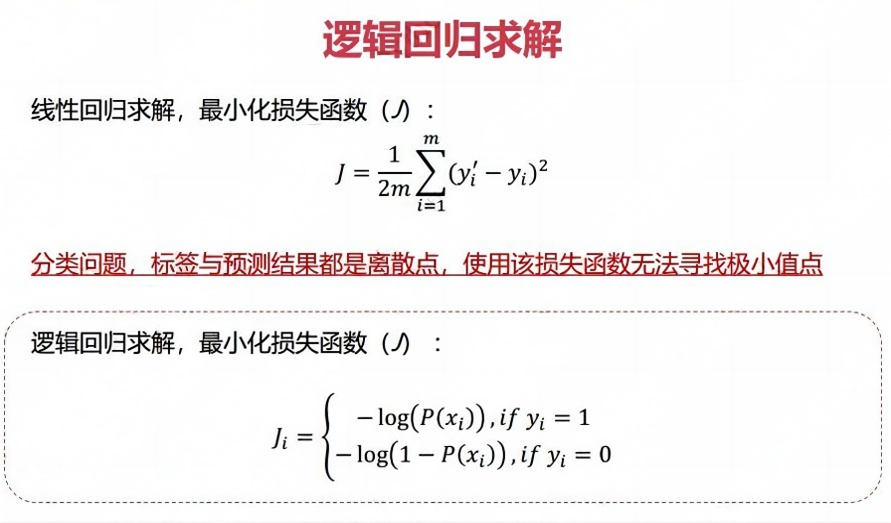 逻辑回归求解
线性回归求解，最小化损失函数（J）：
J = \frac{1}{2m} \sum_{i=1}^{m} (y_i' - y_i)^2
分类问题，标签与预测结果都是离散点，使用该损失函数无法寻找极小值点
逻辑回归求解，最小化损失函数（J）：
J_i = \begin{cases} -\log(P(x_i)), if\ y_i = 1 \\ -\log(1 - P(x_i)), if\ y_i = 0 \end{cases}